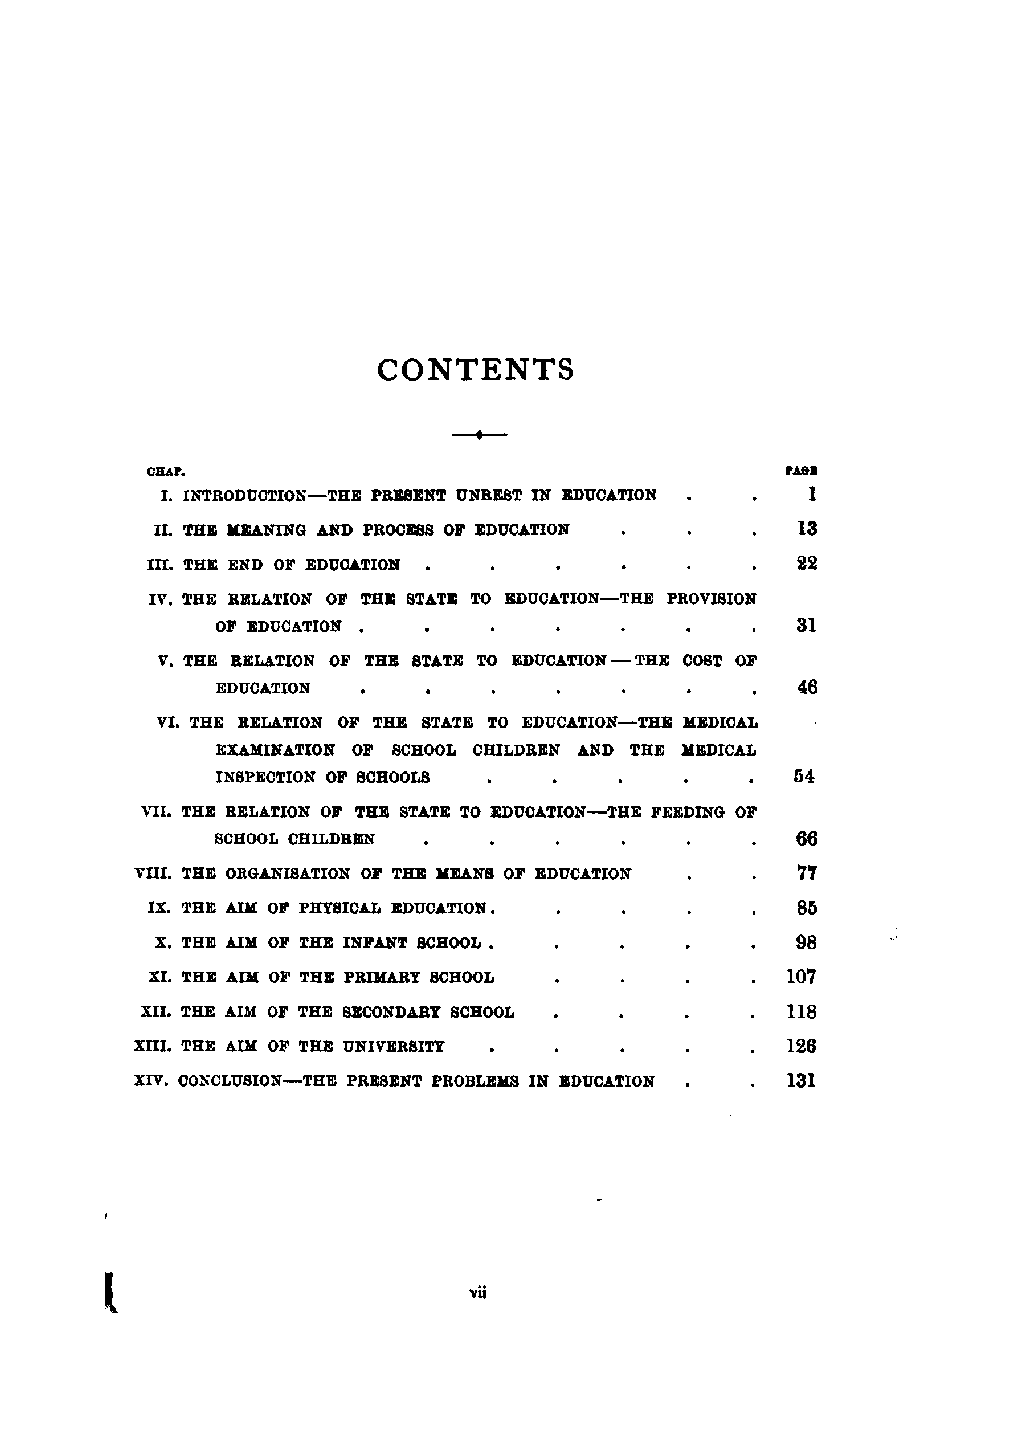 CONTENTS
CHAP. PAGE
I. INTRODUCTION—THE PRESENT UNREST IN EDUCATION . . 1
II. THE MEANING AND PROCESS OF EDUCATION . . . 13
III. THE END OF EDUCATION . . . . . . 22
IV. THE RELATION OF THE STATE TO EDUCATION—THE PROVISION
OF EDUCATION . . . . . . . 31
V. THE RELATION OF THE STATE TO EDUCATION—THE COST OF
EDUCATION . . . . . . . 46
VI. THE RELATION OF THE STATE TO EDUCATION—THE MEDICAL
EXAMINATION OF SCHOOL CHILDREN AND THE MEDICAL
INSPECTION OF SCHOOLS . . . . . 54
VII. THE RELATION OF THE STATE TO EDUCATION—THE FEEDING OF
SCHOOL CHILDREN . . . . . . 66
VIII. THE ORGANISATION OF THE MEANS OF EDUCATION . . 77
IX. THE AIM OF PHYSICAL EDUCATION . . . . . 85
X. THE AIM OF THE INFANT SCHOOL . . . . . 98
XI. THE AIM OF THE PRIMARY SCHOOL . . . . 107
XII. THE AIM OF THE SECONDARY SCHOOL . . . . 118
XIII. THE AIM OF THE UNIVERSITY . . . . . 126
XIV. CONCLUSION—THE PRESENT PROBLEMS IN EDUCATION . . 131
vii